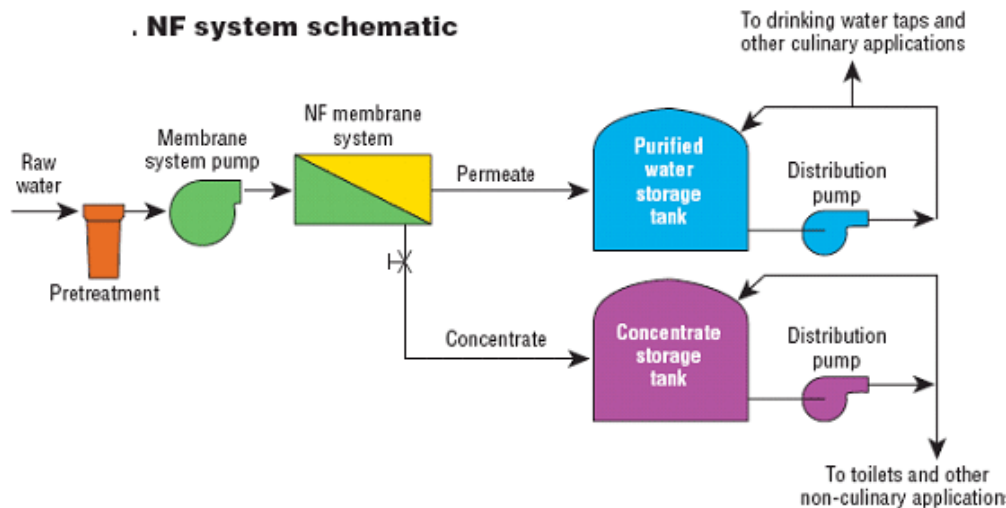 . NF system schematic
To drinking water taps and
other culinary applications
NF membrane
system
Membrane
system pump
Raw
water
Permeate
Purified
water
storage
tank
Distribution
pump
Pretreatment
Concentrate
Concentrate
storage
tank
Distribution
pump
To toilets and other
non-culinary application